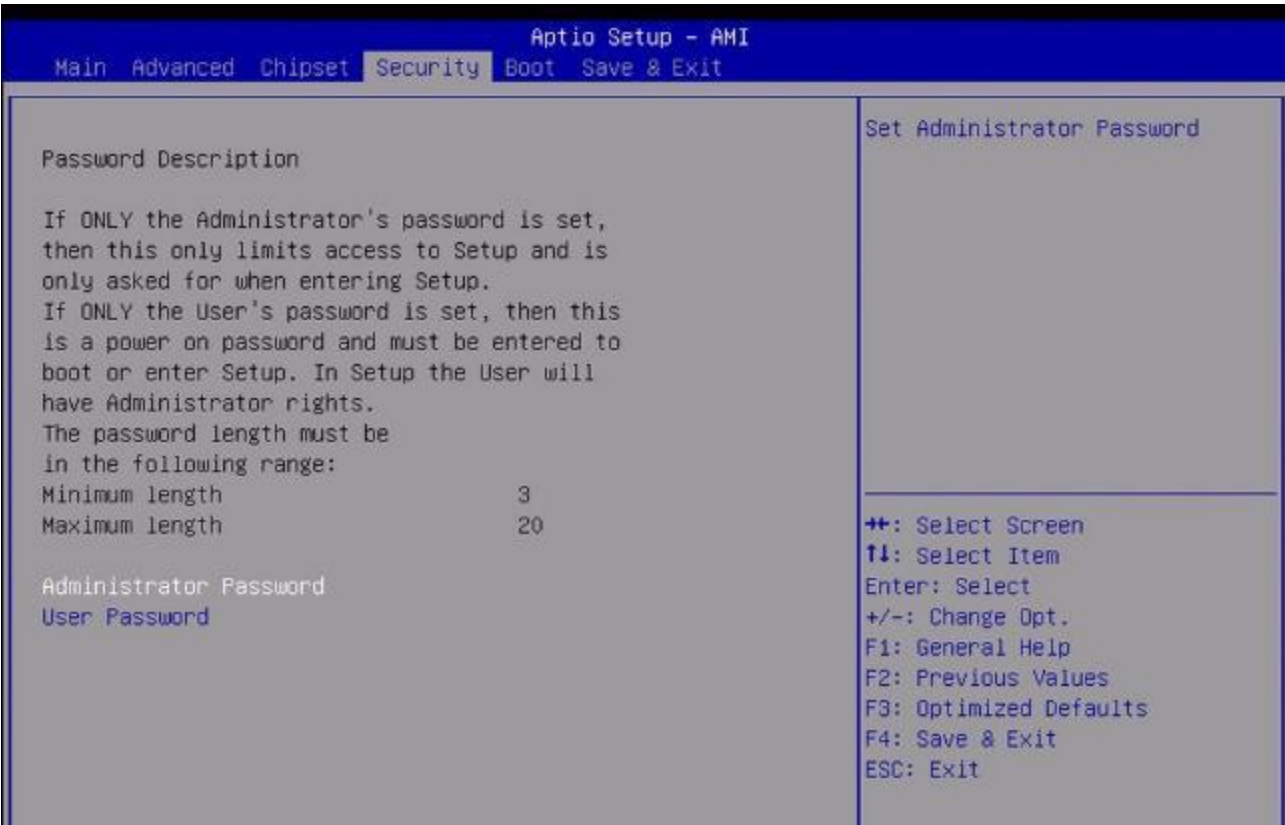 Aptio Setup – AMI
Main Advanced Chipset Security Boot Save & Exit
Password Description
If ONLY the Administrator's password is set,
then this only limits access to Setup and is
only asked for when entering Setup.
If ONLY the User's password is set, then this
is a power on password and must be entered to
boot or enter Setup. In Setup the User will
have Administrator rights.
The password length must be
in the following range:
Minimum length 3
Maximum length 20
Administrator Password
User Password
Set Administrator Password
→←: Select Screen
↑↓: Select Item
Enter: Select
+/-: Change Opt.
F1: General Help
F2: Previous Values
F3: Optimized Defaults
F4: Save & Exit
ESC: Exit